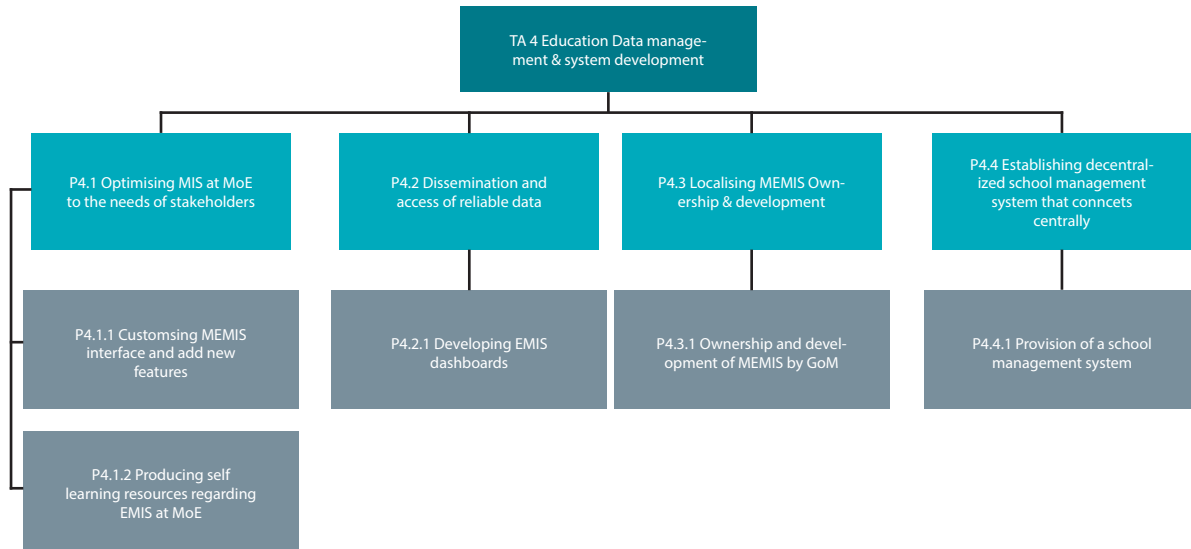 TA 4 Education Data manage-
ment & system development
P4.1 Optimising MIS at MoE
to the needs of stakeholders
P4.2 Dissemination and
access of reliable data
P4.3 Localising MEMIS Own-
ership & development
P4.4 Establishing decentral-
ized school management
system that conncets
centrally
P4.1.1 Customsing MEMIS
interface and add new
features
P4.2.1 Developing EMIS
dashboards
P4.3.1 Ownership and devel-
opment of MEMIS by GoM
P4.4.1 Provision of a school
management system
P4.1.2 Producing self
learning resources regarding
EMIS at MoE